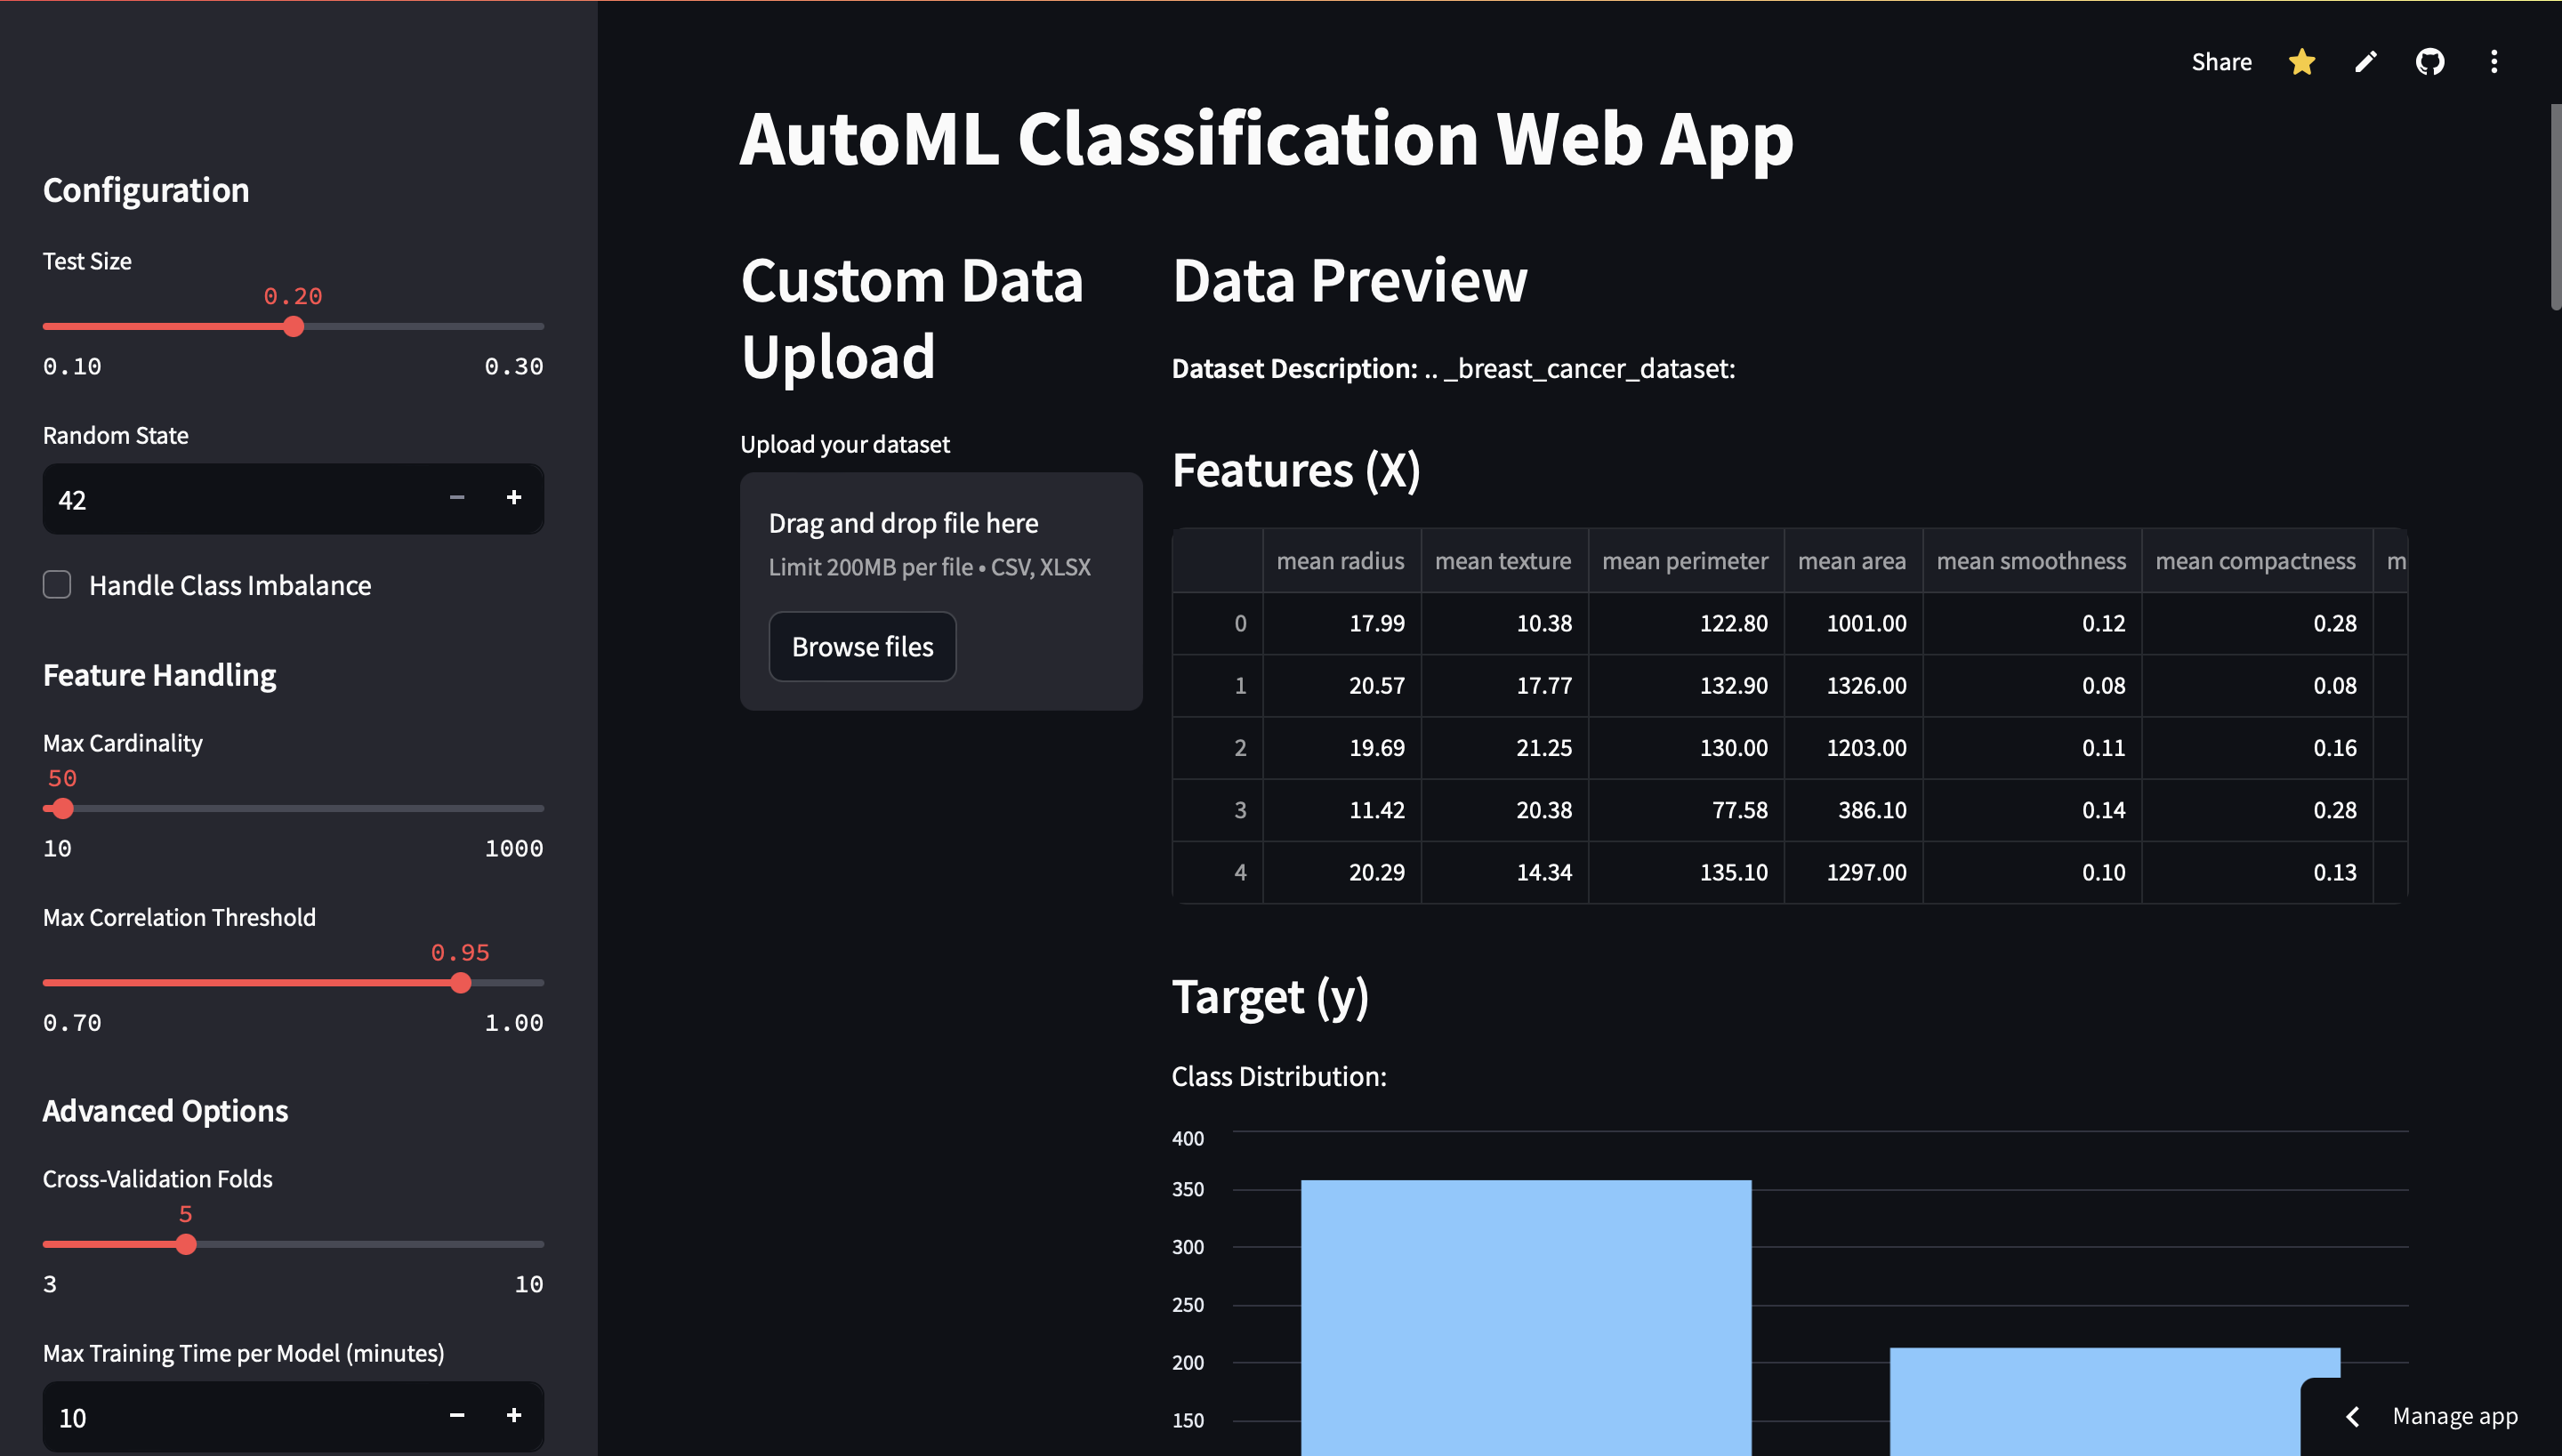 Share
Configuration
Test Size
0.20
0.10 0.30
Random State
42
Handle Class Imbalance
Feature Handling
Max Cardinality
50
10 1000
Max Correlation Threshold
0.95
0.70 1.00
Advanced Options
Cross-Validation Folds
5
3 10
Max Training Time per Model (minutes)
10
AutoML Classification Web App
Custom Data
Upload
Upload your dataset
Drag and drop file here
Limit 200MB per file • CSV, XLSX
Browse files
Data Preview
Dataset Description: .. _breast_cancer_dataset:
Features (X)
mean radius mean texture mean perimeter mean area mean smoothness mean compactness m
0 17.99 10.38 122.80 1001.00 0.12 0.28
1 20.57 17.77 132.90 1326.00 0.08 0.08
2 19.69 21.25 130.00 1203.00 0.11 0.16
3 11.42 20.38 77.58 386.10 0.14 0.28
4 20.29 14.34 135.10 1297.00 0.10 0.13
Target (y)
Class Distribution:
400
350
300
250
200
150
Manage app